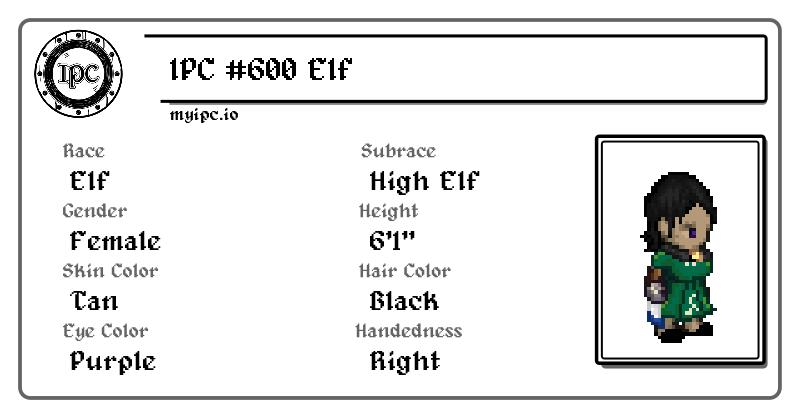 IPC
IPC #600 Elf
myipc.io
Race
Elf
Subrace
High Elf
Gender
Female
Height
6'1"
Skin Color
Tan
Hair Color
Black
Eye Color
Purple
Handedness
Right